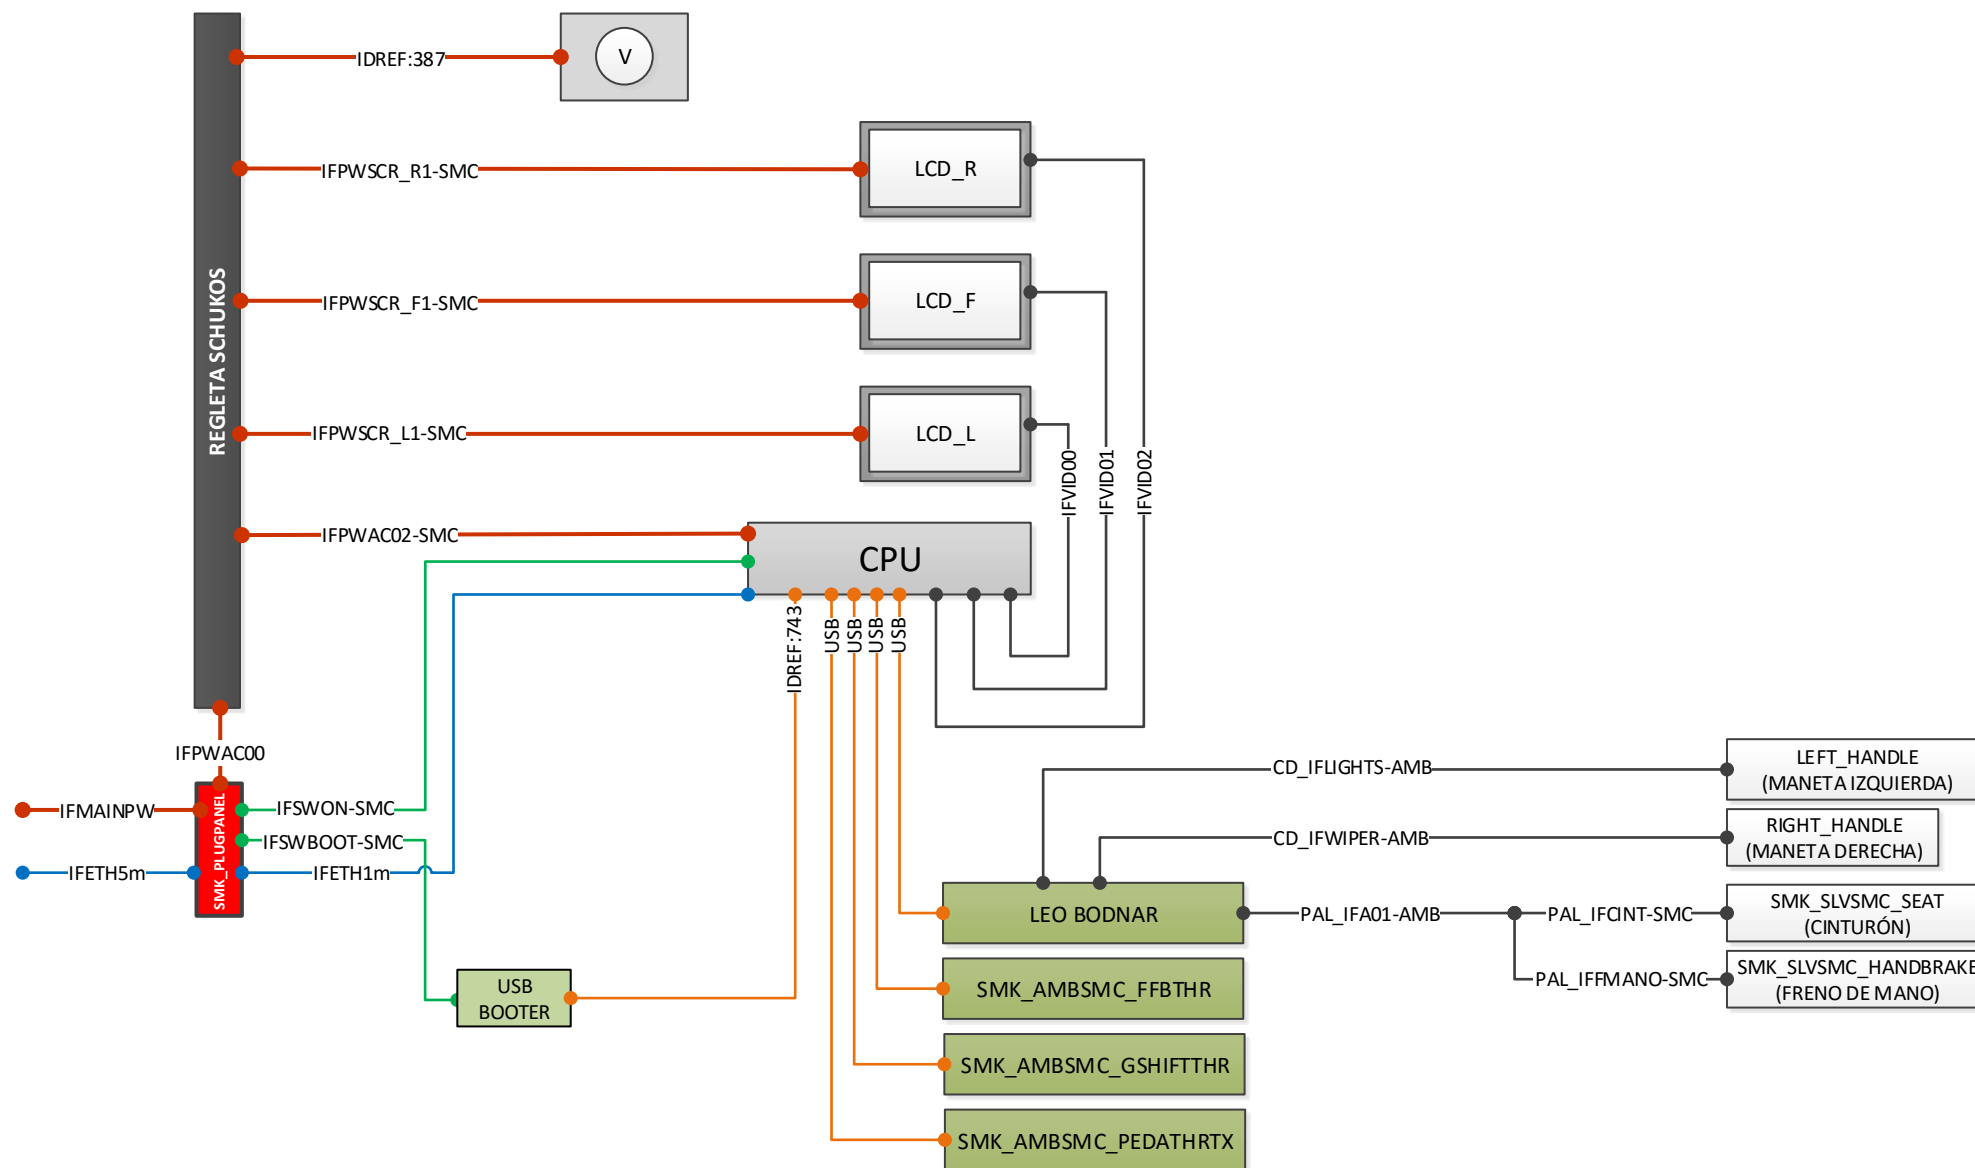 IDREF:387
V
IFPWSCR_R1-SMC
LCD_R
IFPWSCR_F1-SMC
LCD_F
REGLETA SCHUKOS
IFPWSCR_L1-SMC
LCD_L
IFVID00
IFVID01
IFVID02
IFPWAC02-SMC
CPU
IDREF:743
USB
USB
USB
USB
IFPWAC00
IFMAINPW
SMK_PLUGPANEL
IFSWON-SMC
IFSWBOOT-SMC
IFETH5m
IFETH1m
CD_IFLIGHTS-AMB
LEFT_HANDLE
(MANETA IZQUIERDA)
CD_IFWIPER-AMB
RIGHT_HANDLE
(MANETA DERECHA)
LEO BODNAR
PAL_IFA01-AMB
PAL_IFCINT-SMC
SMK_SLVSMC_SEAT
(CINTURÓN)
PAL_IFFMANO-SMC
SMK_SLVSMC_HANDBRAKE
(FRENO DE MANO)
USB
BOOTER
SMK_AMBSMC_FFBTHR
SMK_AMBSMC_GSHIFTTHR
SMK_AMBSMC_PEDATHRTX